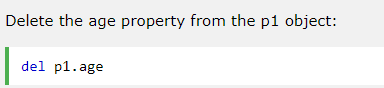 Delete the age property from the p1 object:
del p1.age